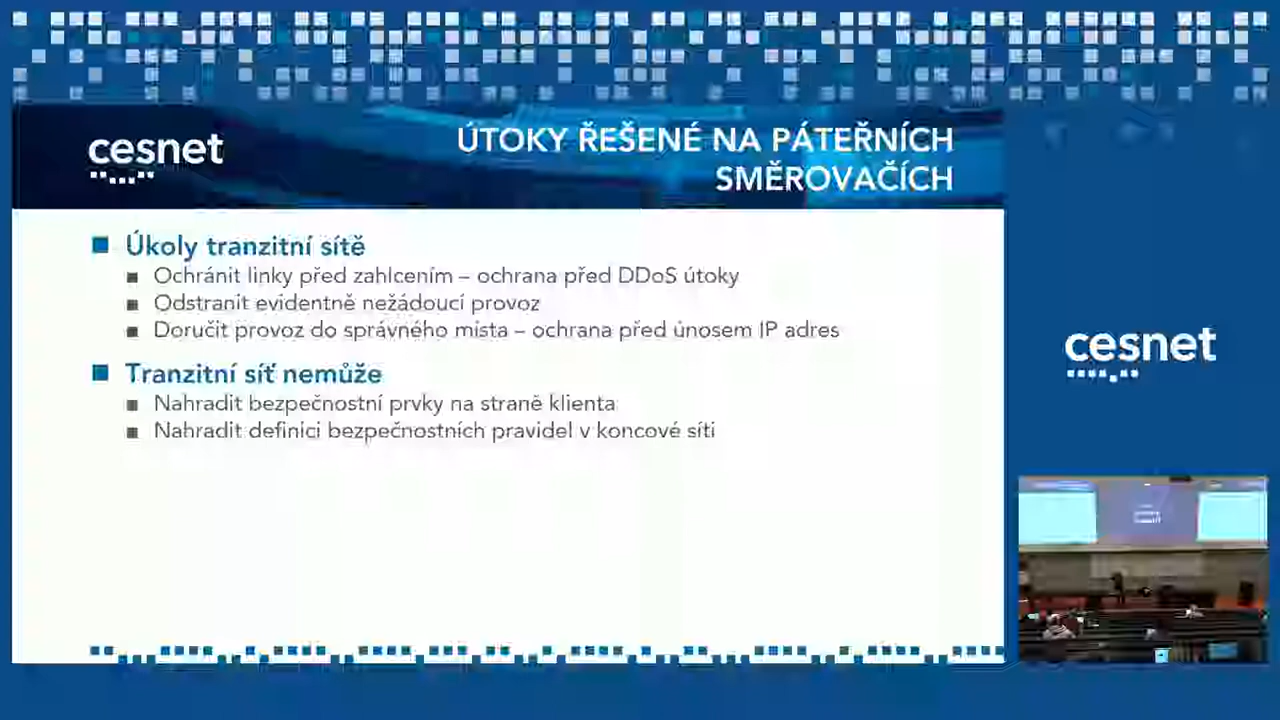 cesnet
ÚTOKY ŘEŠENÉ NA PÁTEŘNÍCH
SMĚROVAČÍCH
Úkoly tranzitní sítě
Ochránit linky před zahlcením – ochrana před DDoS útoky
Odstranit evidentně nežádoucí provoz
Doručit provoz do správného místa – ochrana před únosem IP adres
Tranzitní síť nemůže
Nahradit bezpečnostní prvky na straně klienta
Nahradit definici bezpečnostních pravidel v koncové síti
cesnet